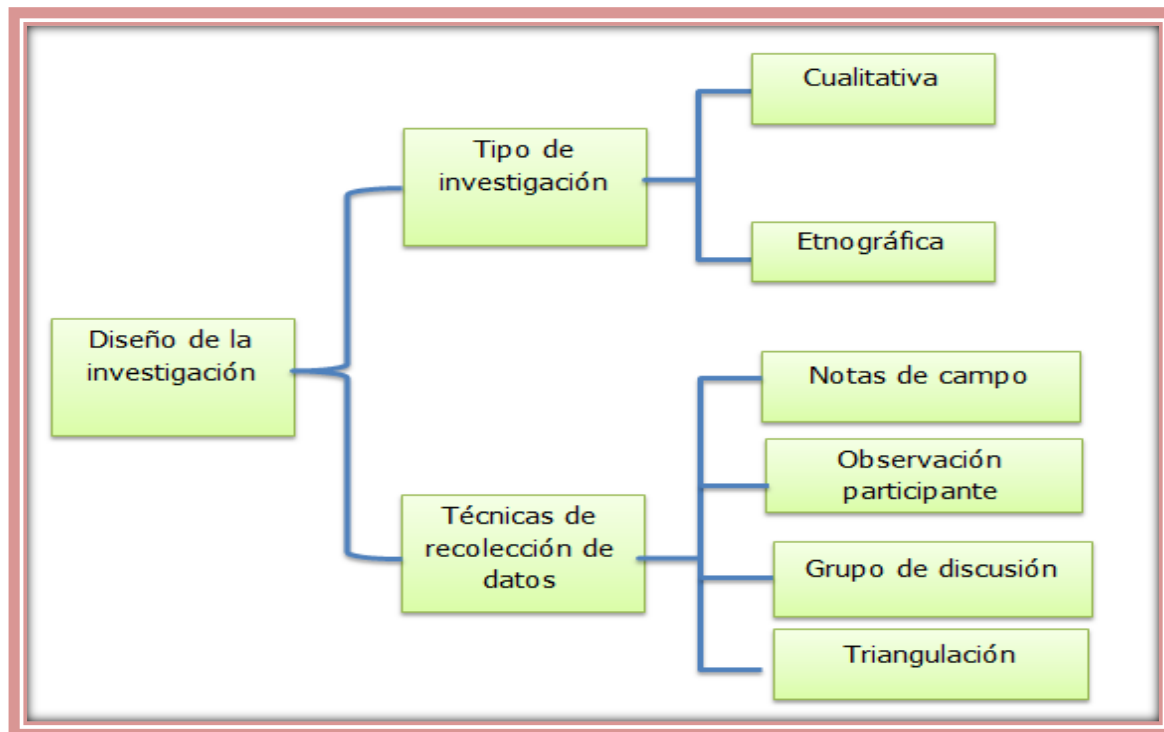 Diseño de la
investigación
Tipo de
investigación
Cualitativa
Etnográfica
Técnicas de
recolección de
datos
Notas de campo
Observación
participante
Grupo de discusión
Triangulación